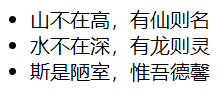 • 山不在高，有仙则名
• 水不在深，有龙则灵
• 斯是陋室，惟吾德馨